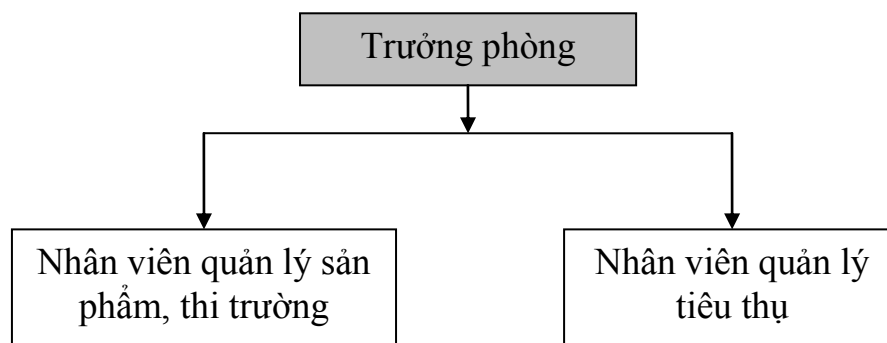 Trưởng phòng
Nhân viên quản lý sản
phẩm, thi trường
Nhân viên quản lý
tiêu thụ